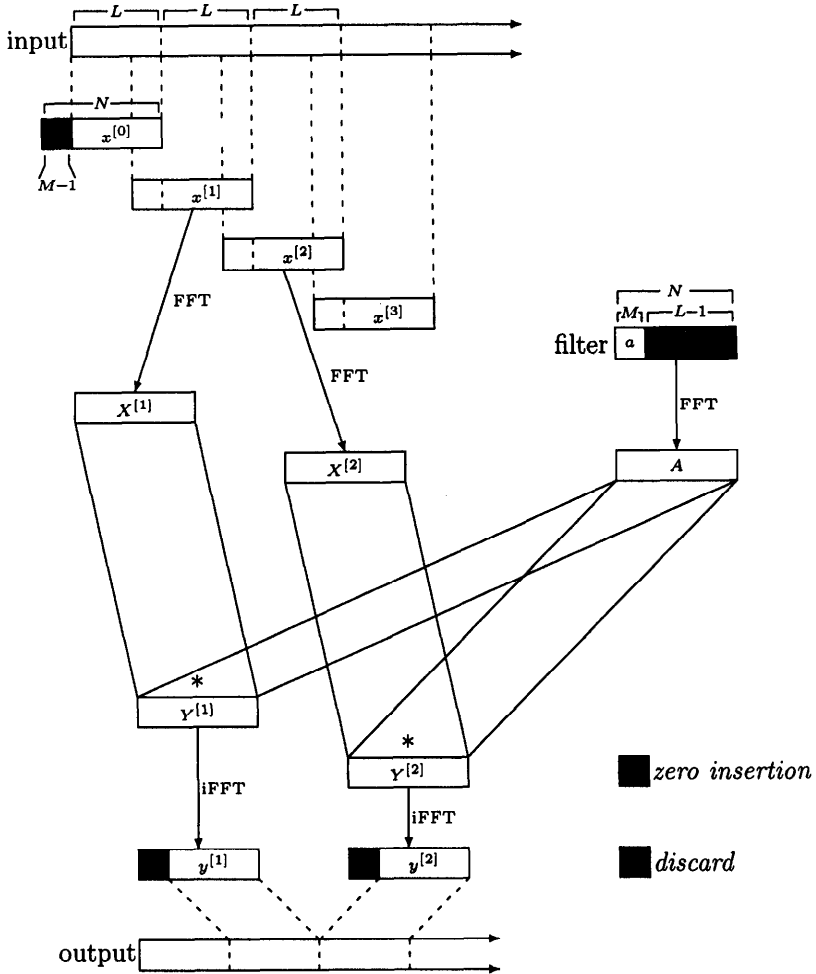 L L L
input
N
x[0]
M−1
x[1]
x[2]
FFT
x[3]
N
M L−1
filter a
FFT
FFT
X[1]
X[2]
A
*
Y[1]
*
Y[2]
zero insertion
iFFT
iFFT
y[1]
y[2]
discard
output